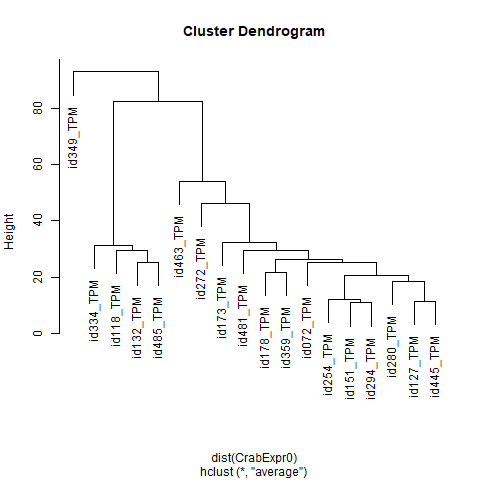 Cluster Dendrogram
Height
0
20
40
60
80
id349_TPM
id334_TPM
id118_TPM
id132_TPM
id485_TPM
id463_TPM
id272_TPM
id173_TPM
id481_TPM
id178_TPM
id359_TPM
id072_TPM
id254_TPM
id151_TPM
id294_TPM
id280_TPM
id127_TPM
id445_TPM
dist(CrabExpr0)
hclust (*, "average")